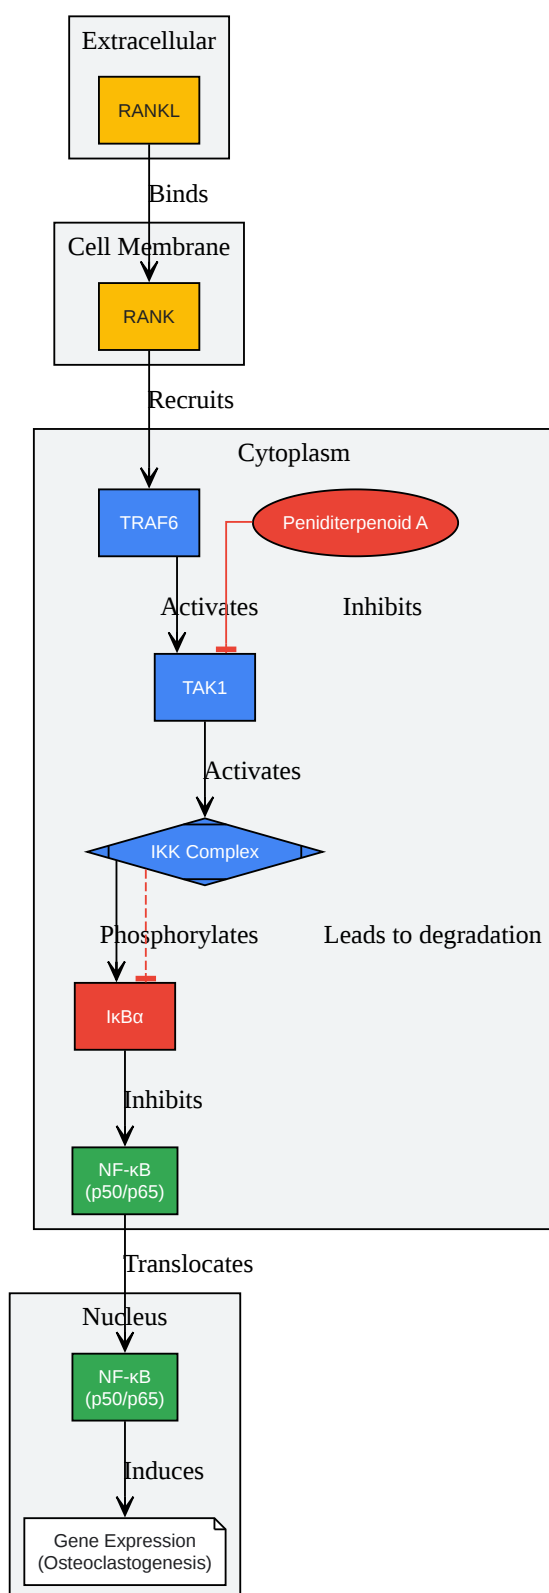 Extracellular
RANKL
Binds
Cell Membrane
RANK
Recruits
Cytoplasm
TRAF6
Peniditerpenoid A
Activates
Inhibits
TAK1
Activates
IKK Complex
Phosphorylates
Leads to degradation
IκBα
Inhibits
NF-κB
(p50/p65)
Translocates
Nucleus
NF-κB
(p50/p65)
Induces
Gene Expression
(Osteoclastogenesis)